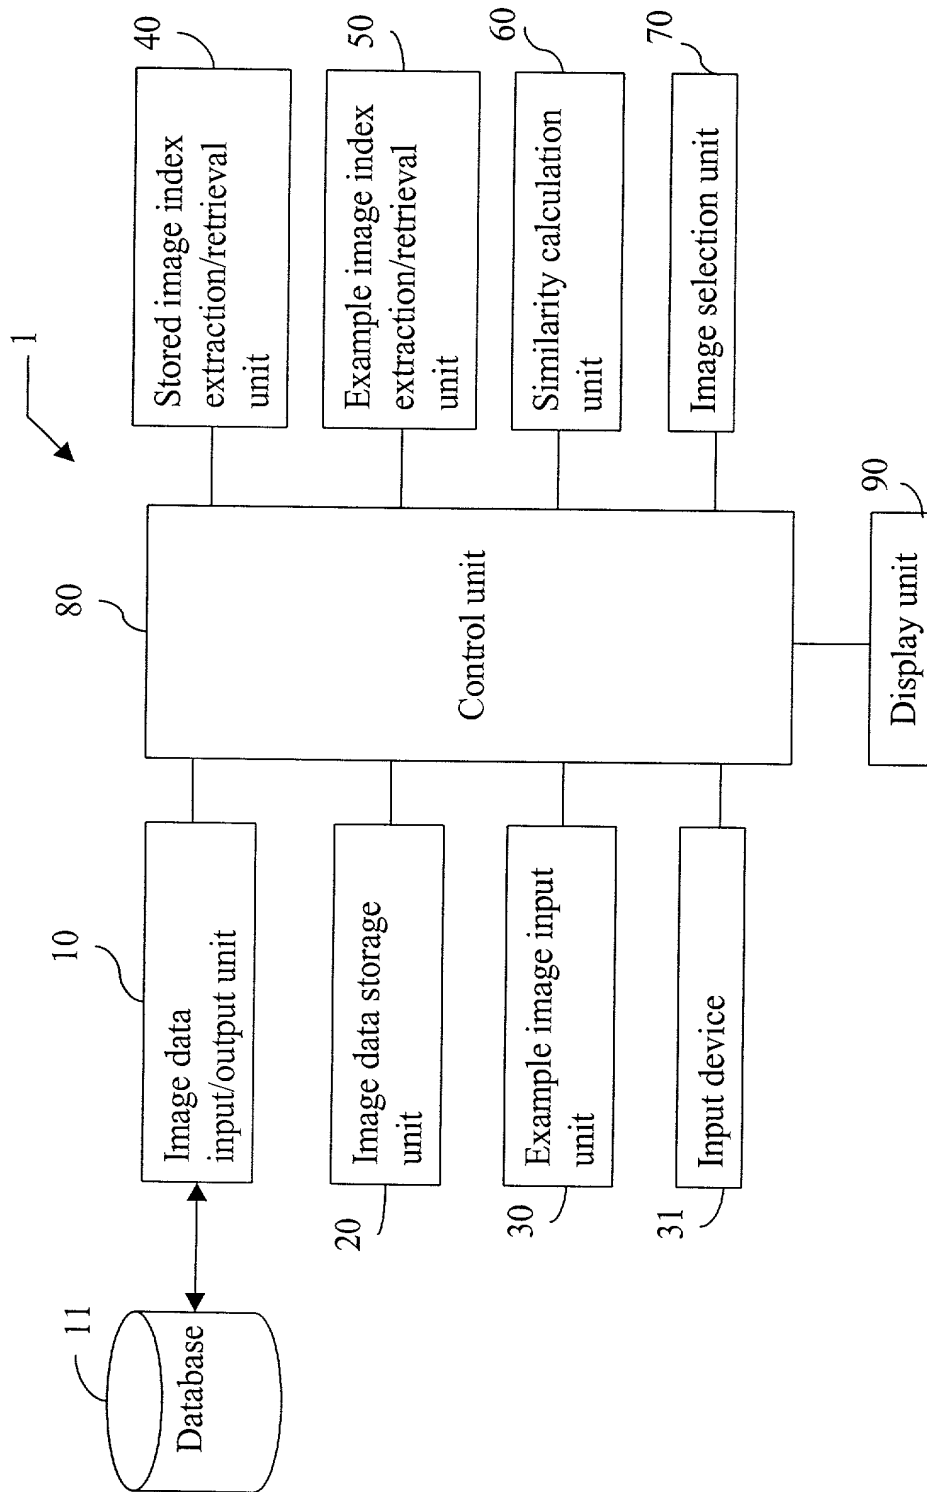 1
11
Database
10
Image data
input/output unit
20
Image data storage
unit
30
Example image input
unit
31
Input device
80
Control unit
40
Stored image index
extraction/retrieval
unit
50
Example image index
extraction/retrieval
unit
60
Similarity calculation
unit
70
Image selection unit
90
Display unit